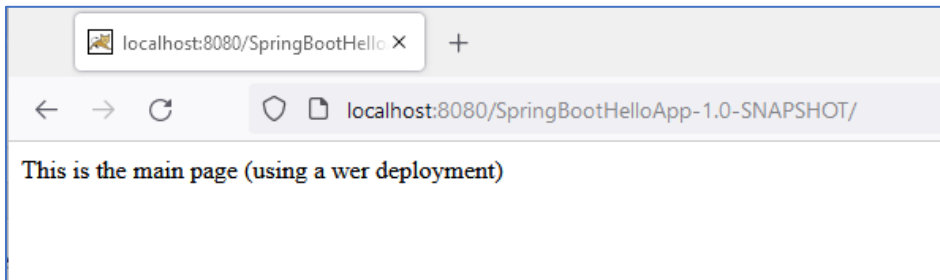 localhost:8080/SpringBootHello
localhost:8080/SpringBootHelloApp-1.0-SNAPSHOT/
This is the main page (using a wer deployment)